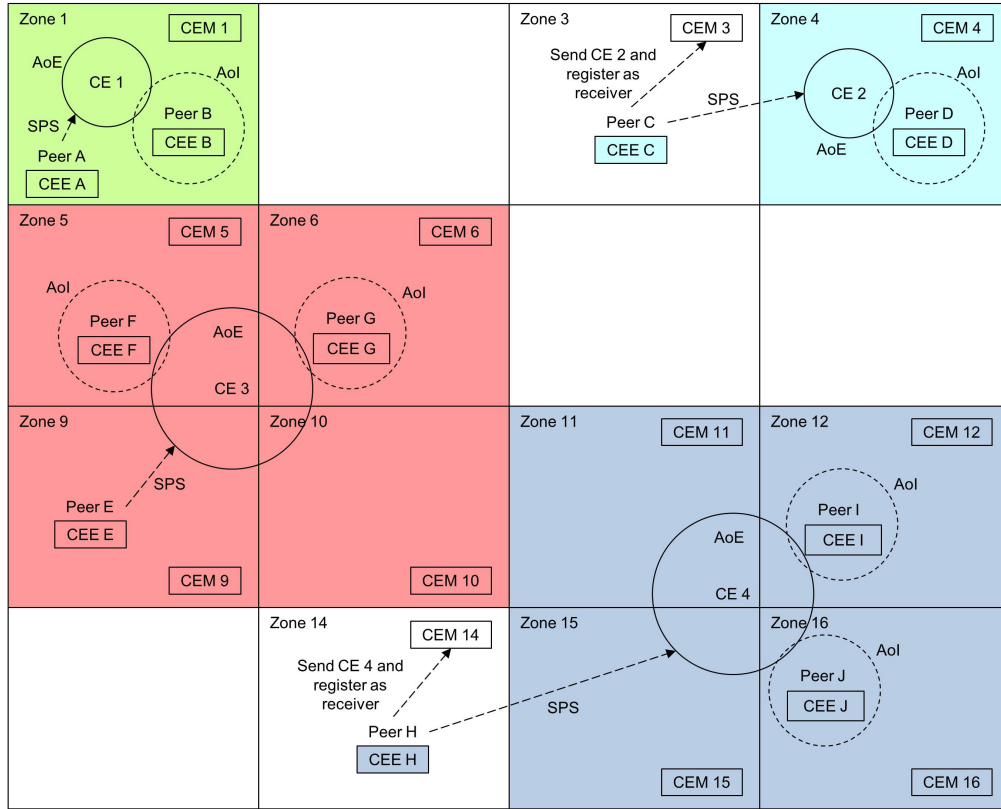 Zone 1
CEM 1
AoE
CE 1
AoI
SPS
Peer B
CEE B
Peer A
CEE A
Zone 3
CEM 3
Send CE 2 and
register as
receiver
SPS
Peer C
CEE C
Zone 4
CEM 4
AoI
CE 2
Peer D
CEE D
AoE
Zone 5
CEM 5
AoI
Peer F
CEE F
Zone 6
CEM 6
AoI
AoE
Peer G
CEE G
CE 3
Zone 9
SPS
Peer E
CEE E
CEM 9
Zone 10
CEM 10
Zone 11
CEM 11
AoE
CE 4
Zone 12
CEM 12
AoI
Peer I
CEE I
Zone 14
CEM 14
Send CE 4 and
register as
receiver
Peer H
CEE H
Zone 15
SPS
CEM 15
Zone 16
AoI
Peer J
CEE J
CEM 16